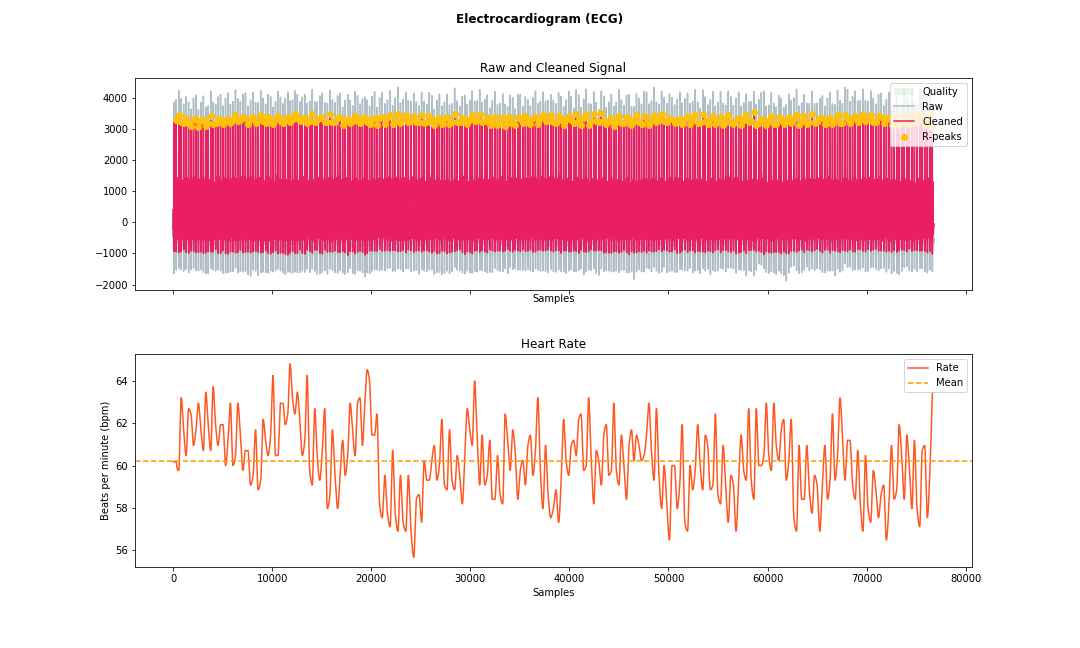 Electrocardiogram (ECG)
Raw and Cleaned Signal
4000
3000
2000
1000
0
−1000
−2000
Quality
Raw
Cleaned
R-peaks
Samples
Heart Rate
Beats per minute (bpm)
64
62
60
58
56
Rate
Mean
0 10000 20000 30000 40000 50000 60000 70000 80000
Samples